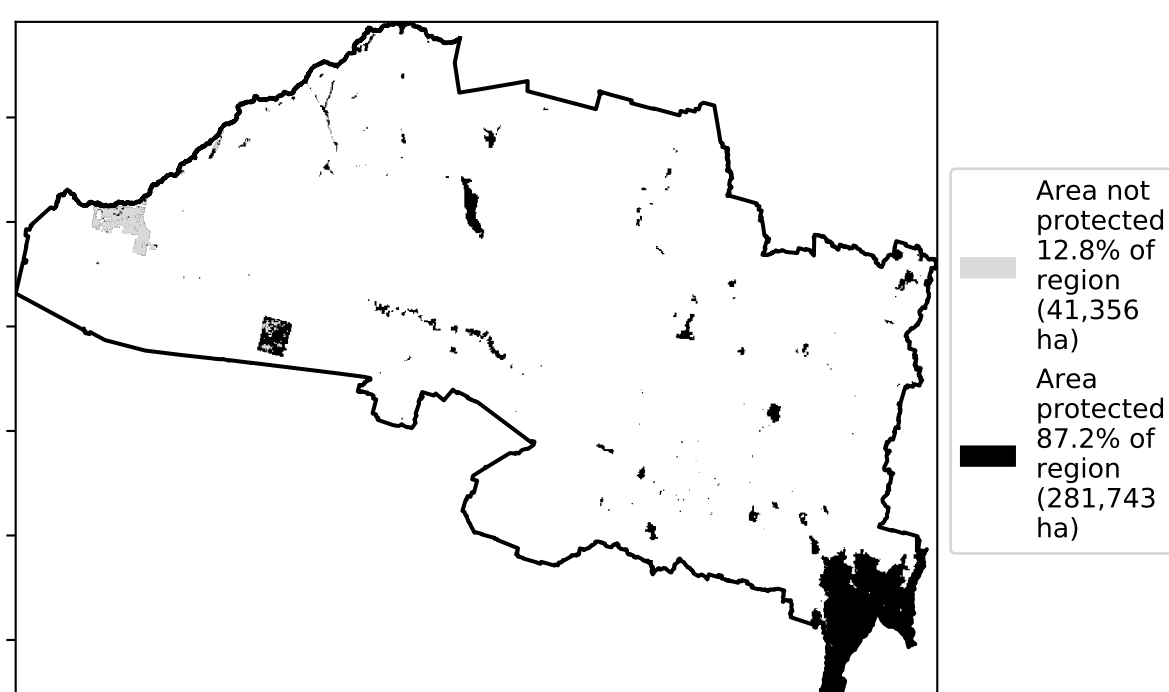 Area not
protected
12.8% of
region
(41,356
ha)
Area
protected
87.2% of
region
(281,743
ha)